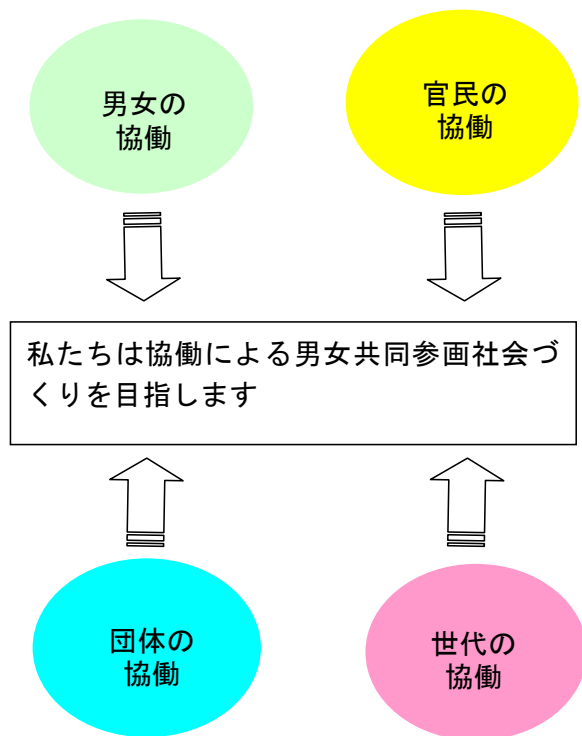 男女の
協働
官民の
協働
私たちは協働による男女共同参画社会づ
くりを目指します
団体の
協働
世代の
協働